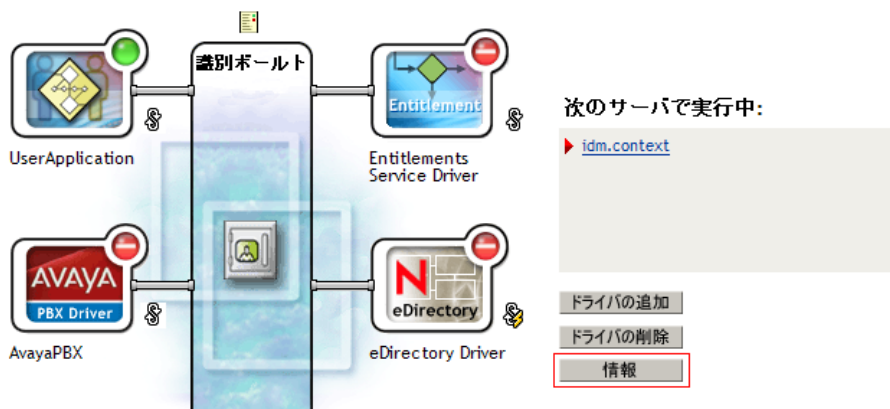 識別ボールト
Entitlement
UserApplication
Entitlements
Service Driver
AVAYA
PBX Driver
AvayaPBX
N
eDirectory
eDirectory Driver
次のサーバで実行中:
idm.context
ドライバの追加
ドライバの削除
情報